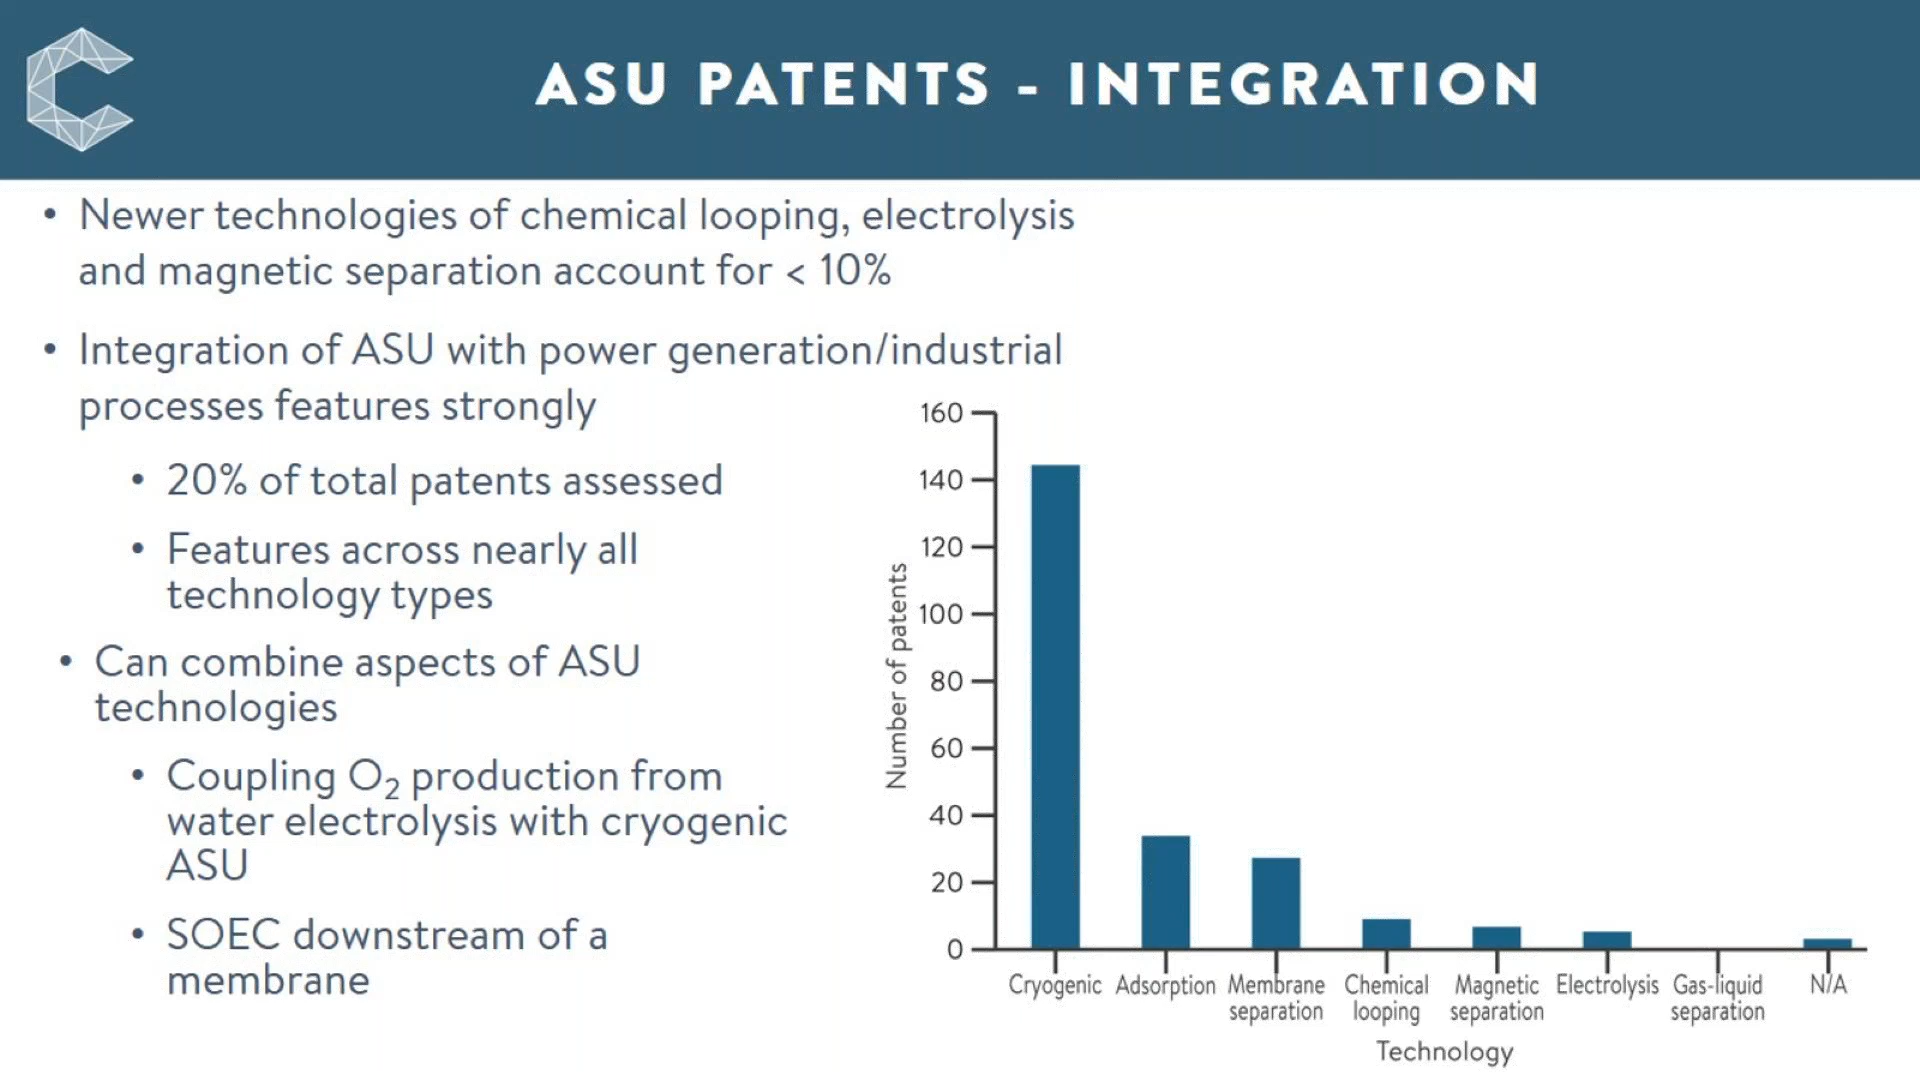 ASU PATENTS - INTEGRATION
• Newer technologies of chemical looping, electrolysis
and magnetic separation account for < 10%
• Integration of ASU with power generation/industrial
processes features strongly
• 20% of total patents assessed
• Features across nearly all
technology types
• Can combine aspects of ASU
technologies
• Coupling O₂ production from
water electrolysis with cryogenic
ASU
• SOEC downstream of a
membrane
Number of patents
160
140
120
100
80
60
40
20
0
Cryogenic
Adsorption
Membrane
separation
Chemical
looping
Magnetic
separation
Electrolysis
Gas-liquid
separation
N/A
Technology